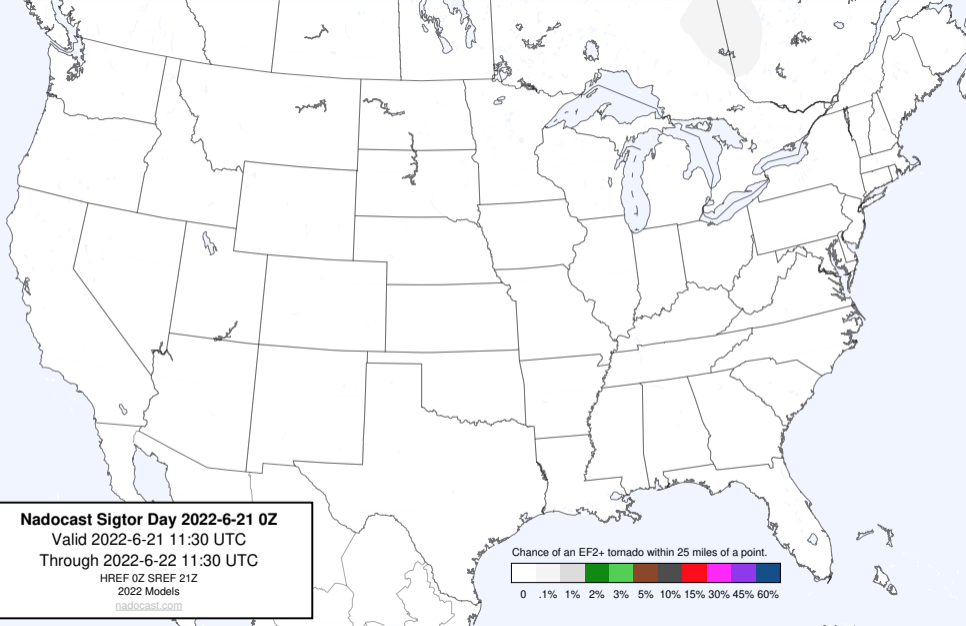 Nadocast Sigtor Day 2022-6-21 0Z
Valid 2022-6-21 11:30 UTC
Through 2022-6-22 11:30 UTC
HREF 0Z SREF 21Z
2022 Models
nadocast.com
Chance of an EF2+ tornado within 25 miles of a point.
0 .1% 1% 2% 3% 5% 10% 15% 30% 45% 60%